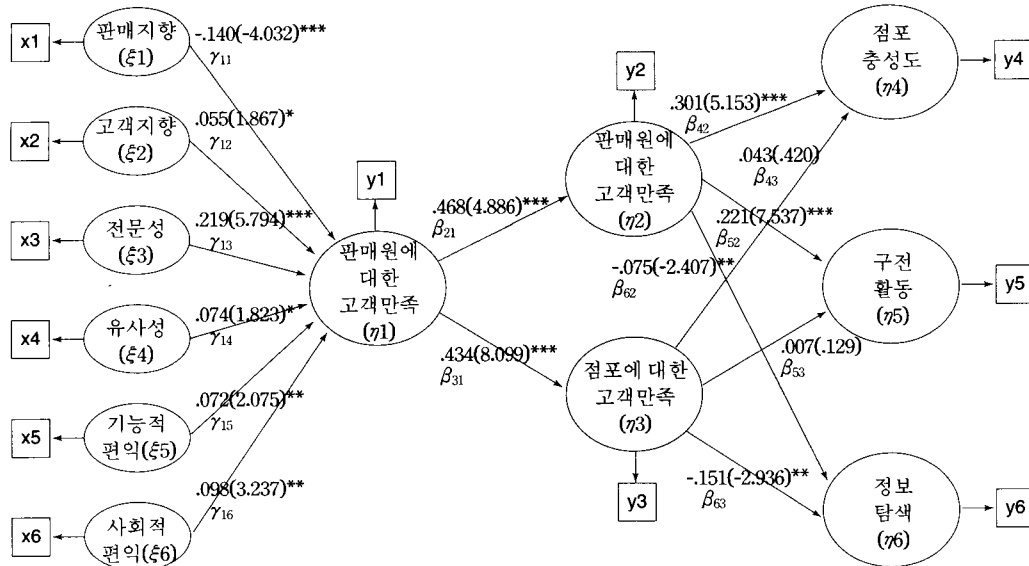 x1
판매지향
(ξ1)
-.140(-4.032)***
γ11
x2
고객지향
(ξ2)
.055(1.867)*
γ12
x3
전문성
(ξ3)
.219(5.794)***
γ13
x4
유사성
(ξ4)
.074(1.823)*
γ14
x5
기능적
편익(ξ5)
.072(2.075)**
γ15
x6
사회적
편익(ξ6)
.098(3.237)**
γ16
y1
판매원에
대한
고객만족
(η1)
.468(4.886)***
β21
.434(8.099)***
β31
y2
판매원에
대한
고객만족
(η2)
.301(5.153)***
β42
.043(.420)
β43
.221(7.537)***
β52
-.075(-2.407)**
β62
점포에 대한
고객만족
(η3)
y3
.007(.129)
β53
-.151(-2.936)**
β63
점포
충성도
(η4)
y4
구전
활동
(η5)
y5
정보
탐색
(η6)
y6